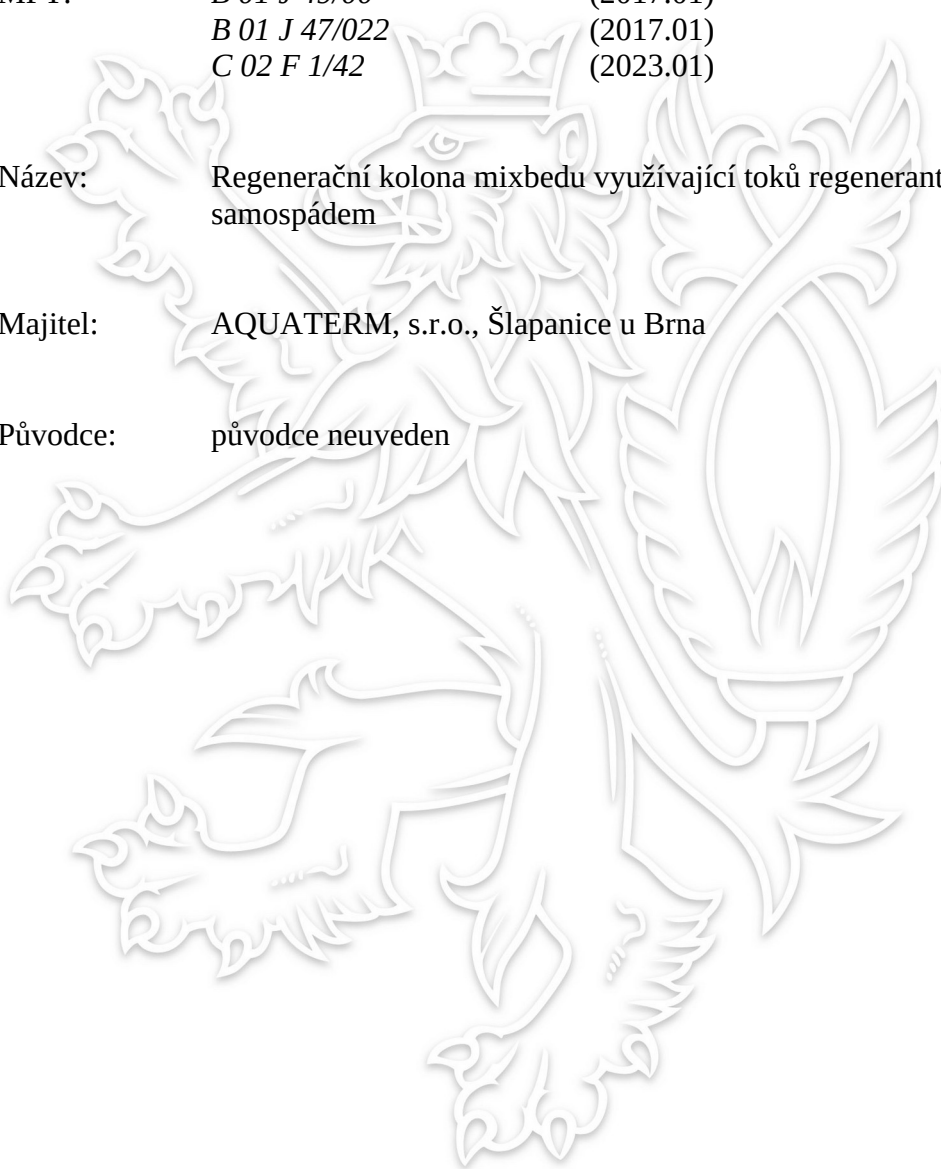 B 01 J 47/022 (2017.01)
C 02 F 1/42 (2023.01)
Název: Regenerační kolona mixbedu využívající toků regenerant
samospádem
Majitel: AQUATERM, s.r.o., Šlapanice u Brna
Původce: původce neuveden